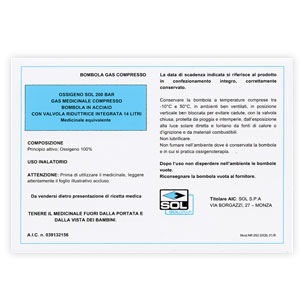 BOMBOLA GAS COMPRESSO
OSSIGENO SOL 200 BAR
GAS MEDICINALE COMPRESSO
BOMBOLA IN ACCIAIO
CON VALVOLA RIDUTTRICE INTEGRATA 14 LITRI
Medicinale equivalente
COMPOSIZIONE
Principio attivo: Ossigeno 100%
USO INALATORIO
ATTENZIONE: Prima di utilizzare il medicinale, leggere
attentamente il foglio illustrativo accluso
Da vendersi dietro presentazione di ricetta medica
TENERE IL MEDICINALE FUORI DALLA PORTATA E
DALLA VISTA DEI BAMBINI.
A.I.C. n. 039132156
La data di scadenza indicata si riferisce al prodotto
in confezionamento integro, correttamente
conservato.
Conservare la bombola a temperature comprese tra
-10°C e 50°C, in ambienti ben ventilati, in posizione
verticale, ben evitando cadute e urti, con la valvola
chiusa, protetta da pioggia e intemperie, dall'esposizione
alla luce solare diretta e lontano da fonti di calore o
d'ignizione e da materiali combustibili.
Non lubrificare.
Non fumare nell'ambiente dove è conservata la bombola
e in cui si pratica ossigenoterapia.
Dopo l'uso non disperdere nell'ambiente le bombole
vuote.
Riconsegnare la bombola vuota al fornitore.
SOL
Titolare AIC: SOL S.P.A
VIA BORGAZZI, 27 – MONZA